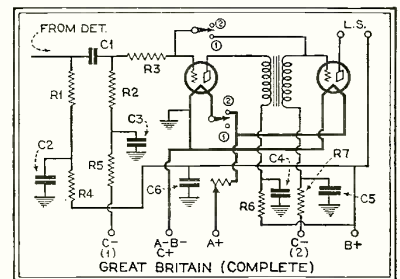 FROM DET.
C1
R3
②
①
L.S.
R1
R2
C3
②
①
C2
R5
R4
C6
C4
R7
R6
C5
C-
(1)
A-B-
C+
A+
C-
(2)
B+
GREAT BRITAIN (COMPLETE)